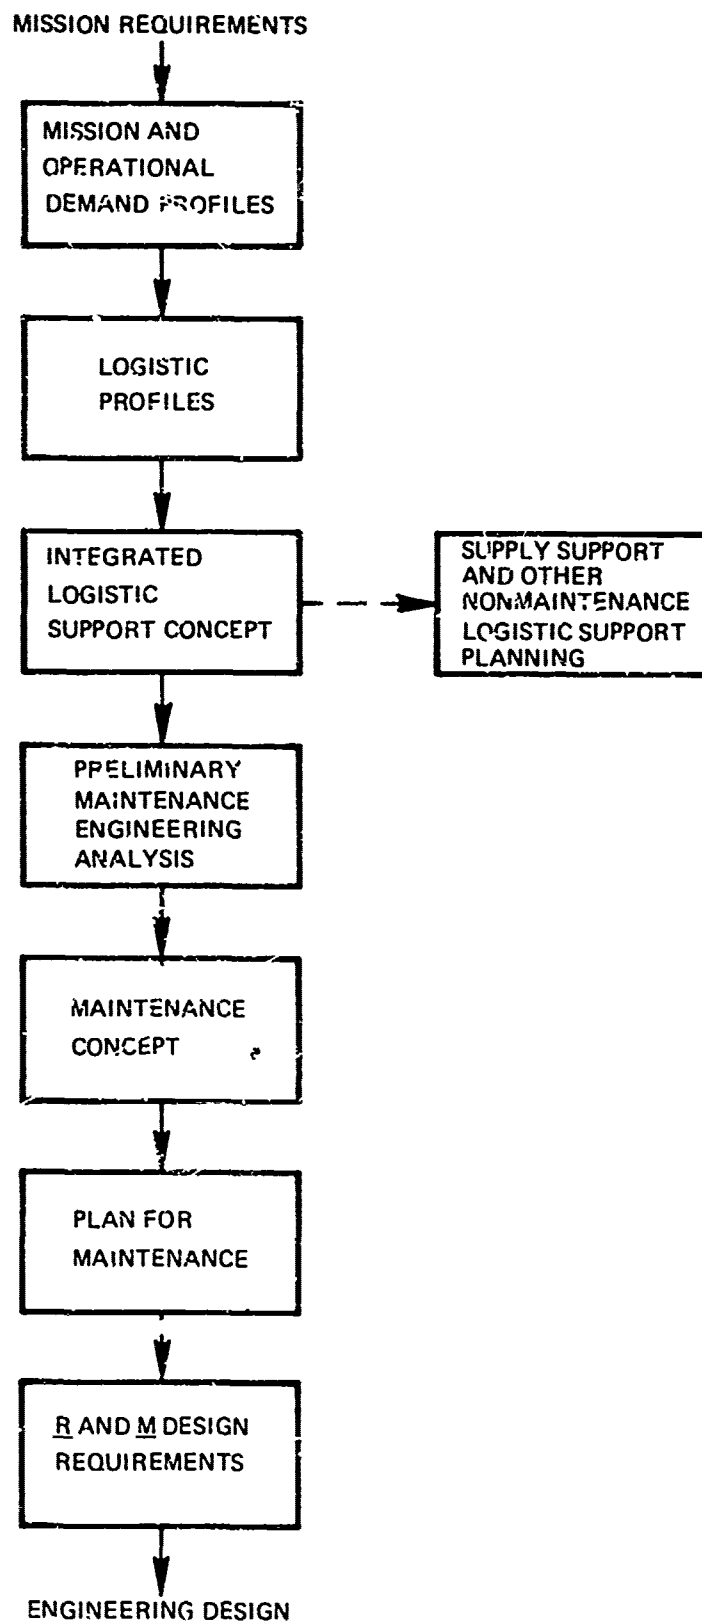 MISSION REQUIREMENTS
MISSION AND
OPERATIONAL
DEMAND PROFILES
LOGISTIC
PROFILES
INTEGRATED
LOGISTIC
SUPPORT CONCEPT
SUPPLY SUPPORT
AND OTHER
NONMAINTENANCE
LOGISTIC SUPPORT
PLANNING
PRELIMINARY
MAINTENANCE
ENGINEERING
ANALYSIS
MAINTENANCE
CONCEPT
PLAN FOR
MAINTENANCE
R AND M DESIGN
REQUIREMENTS
ENGINEERING DESIGN